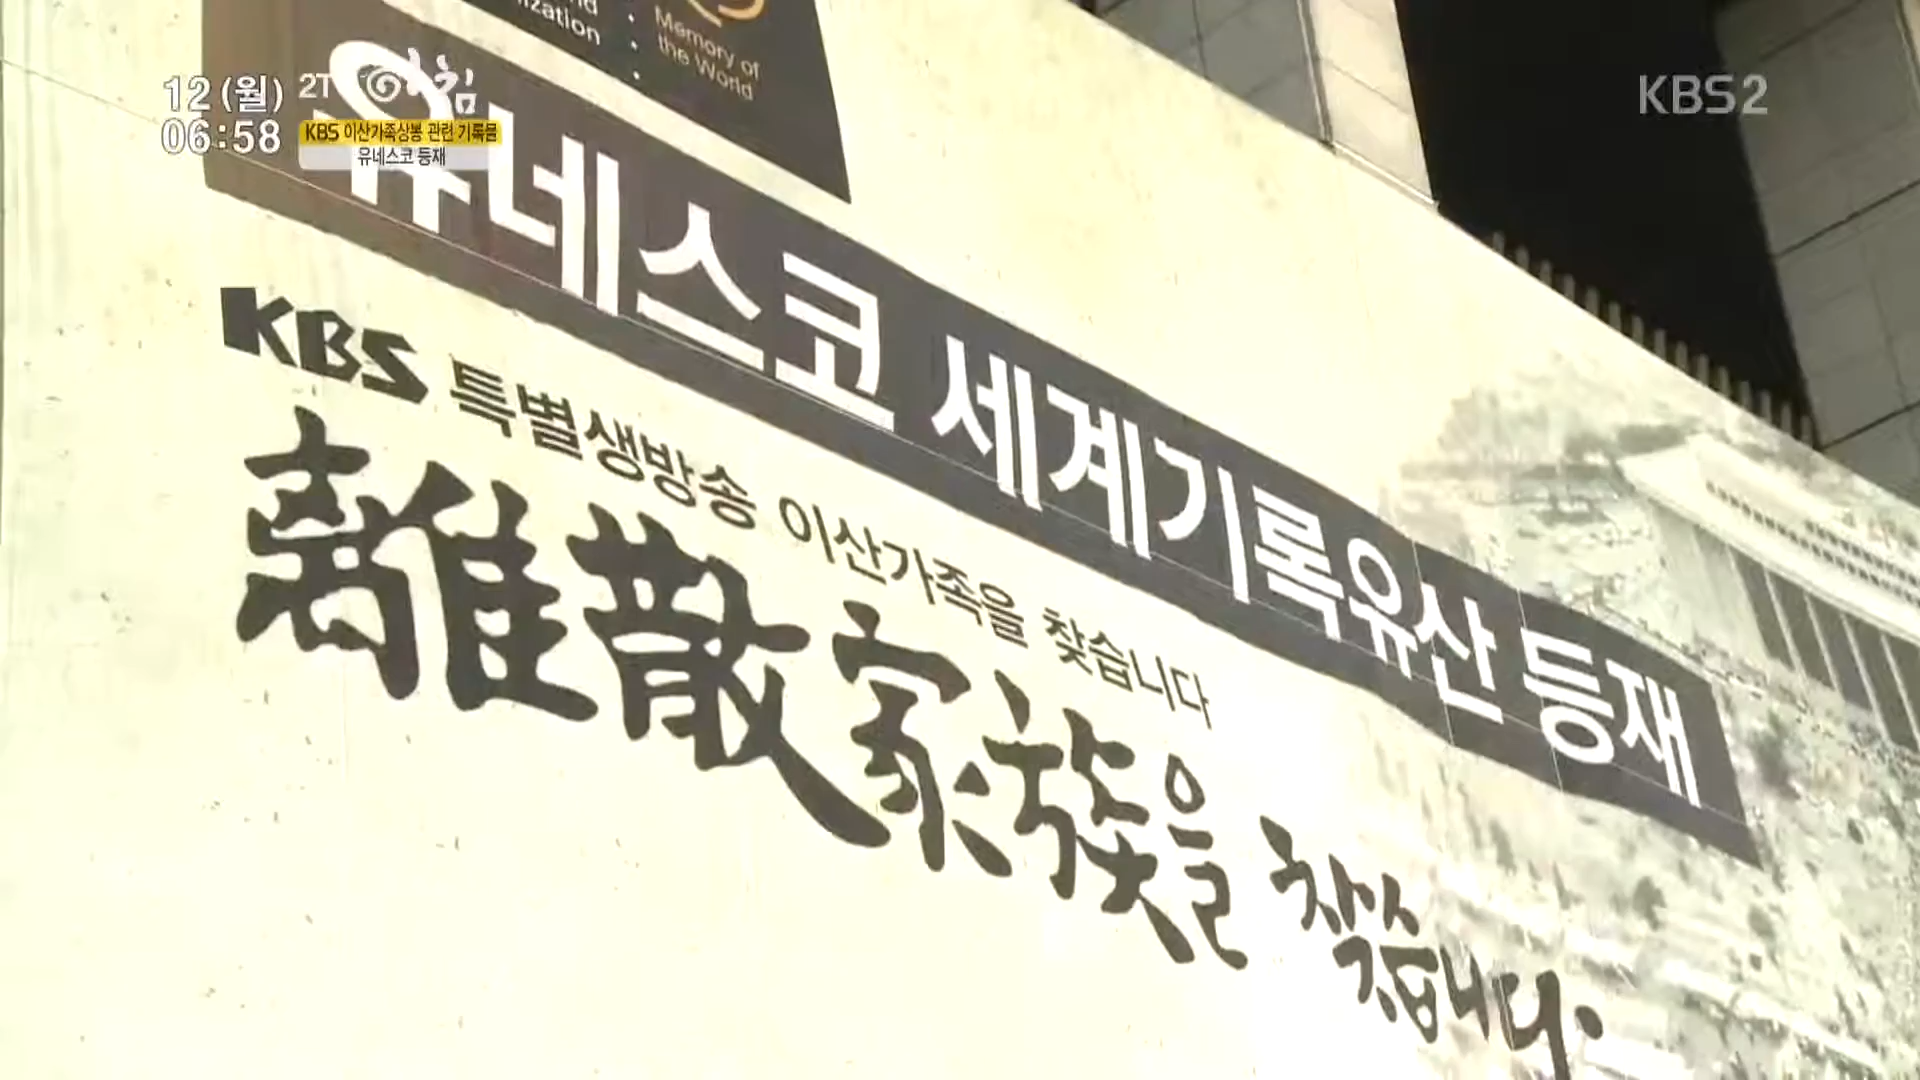 Memory of
the World
12 (월)
06:58
2TV 아침
KBS 이산가족상봉 관련 기록물
유네스코 등재
KBS2
유네스코 세계기록유산 등재
KBS 특별생방송 이산가족을 찾습니다
離散家族을 찾습니다.